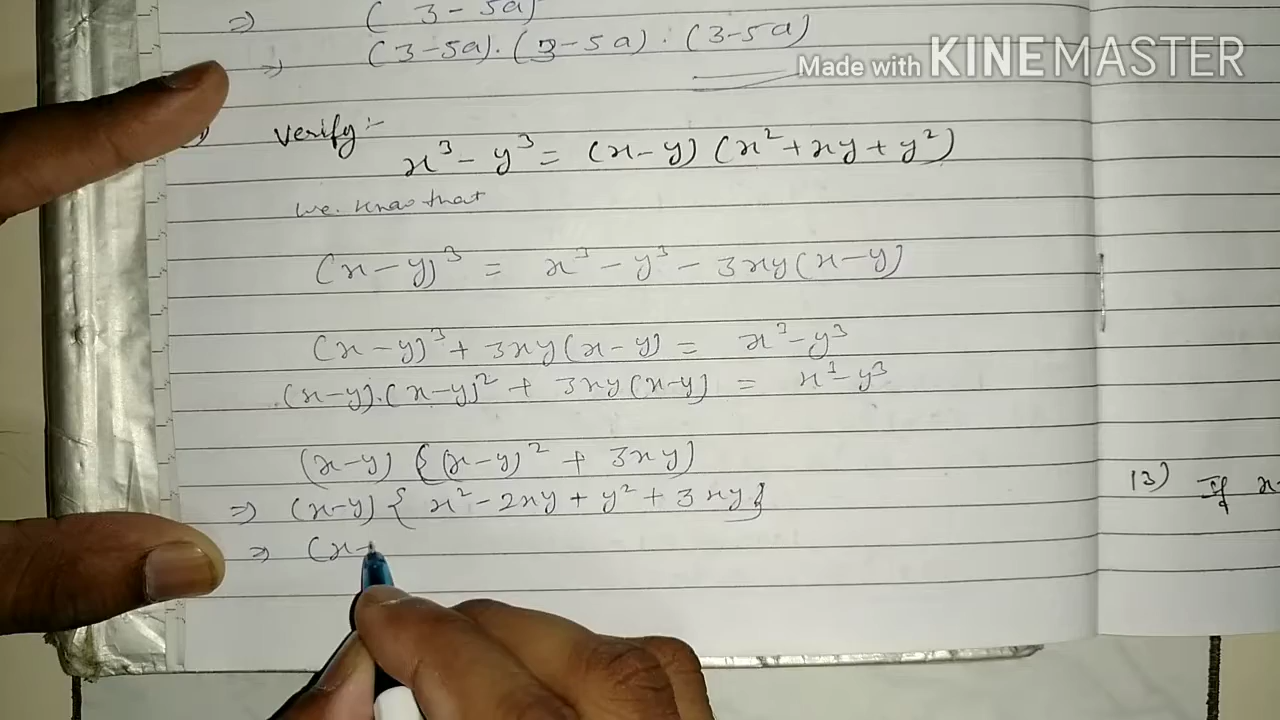 ⇒ (3-5a)
⇒ (3-5a).(3-5a).(3-5a)
Made with KINEMASTER
) Verify:-
x³ - y³ = (x-y) (x²+xy+y²)
we. know that
(x-y)³ = x³-y³-3xy(x-y)
(x-y)³ + 3xy(x-y) = x³-y³
(x-y).(x-y)² + 3xy(x-y) = x³-y³
(x-y) {(x-y)² + 3xy)
⇒ (x-y) { x²-2xy+y²+3xy}
⇒ (x-
13) If x-